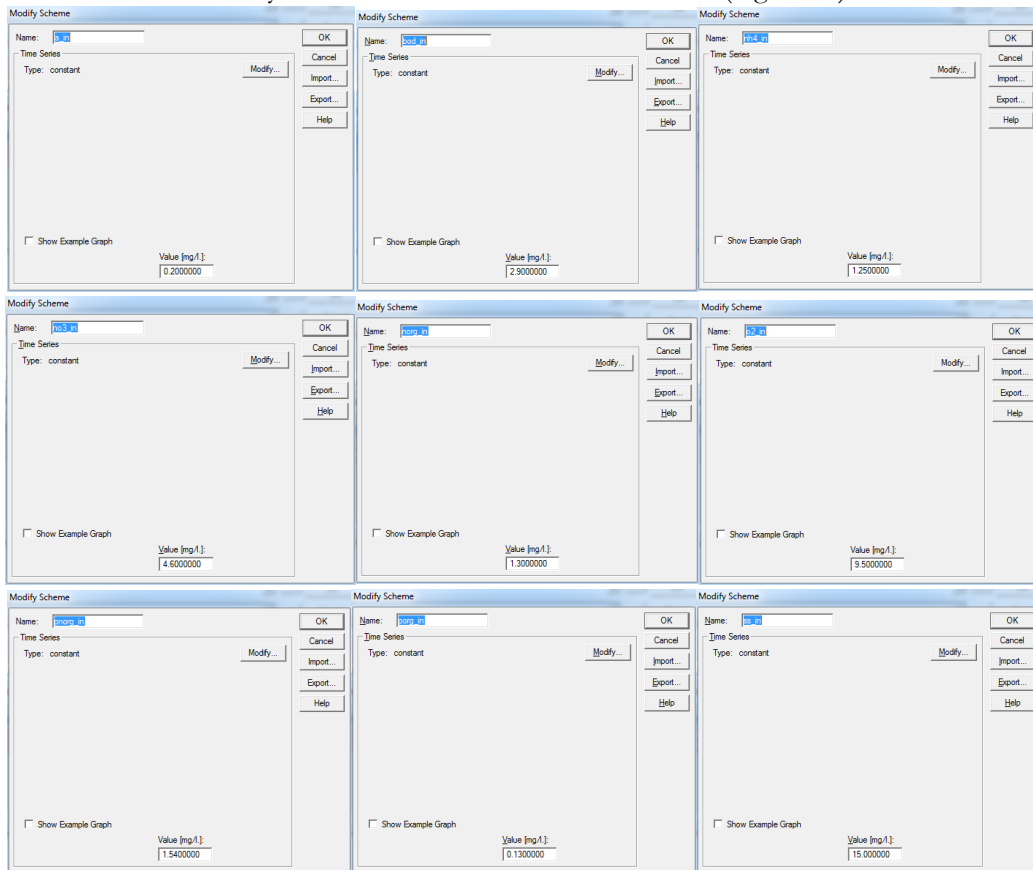 Modify Scheme
Name:
OK
Time Series
Cancel
Type: constant
Modify...
Import...
Export...
Help
Show Example Graph
Value [mg/l.]:
0.2000000
Modify Scheme
Name: bod_in
OK
Time Series
Cancel
Type: constant
Modify...
Import...
Export...
Help
Show Example Graph
Value [mg/l.]:
2.9000000
Modify Scheme
Name: nh4_in
OK
Time Series
Cancel
Type: constant
Modify...
Import...
Export...
Help
Show Example Graph
Value [mg/l.]:
1.2500000
Modify Scheme
Name: no3_in
OK
Time Series
Cancel
Type: constant
Modify...
Import...
Export...
Help
Show Example Graph
Value [mg/l.]:
4.6000000
Modify Scheme
Name: norg_in
OK
Time Series
Cancel
Type: constant
Modify...
Import...
Export...
Help
Show Example Graph
Value [mg/l.]:
1.3000000
Modify Scheme
Name: o2_in
OK
Time Series
Cancel
Type: constant
Modify...
Import...
Export...
Help
Show Example Graph
Value [mg/l.]:
9.5000000
Modify Scheme
Name: pnorg_in
OK
Time Series
Cancel
Type: constant
Modify...
Import...
Export...
Help
Show Example Graph
Value [mg/l.]:
1.5400000
Modify Scheme
Name: porg_in
OK
Time Series
Cancel
Type: constant
Modify...
Import...
Export...
Help
Show Example Graph
Value [mg/l.]:
0.1300000
Modify Scheme
Name: ss_in
OK
Time Series
Cancel
Type: constant
Modify...
Import...
Export...
Help
Show Example Graph
Value [mg/l.]:
15.000000